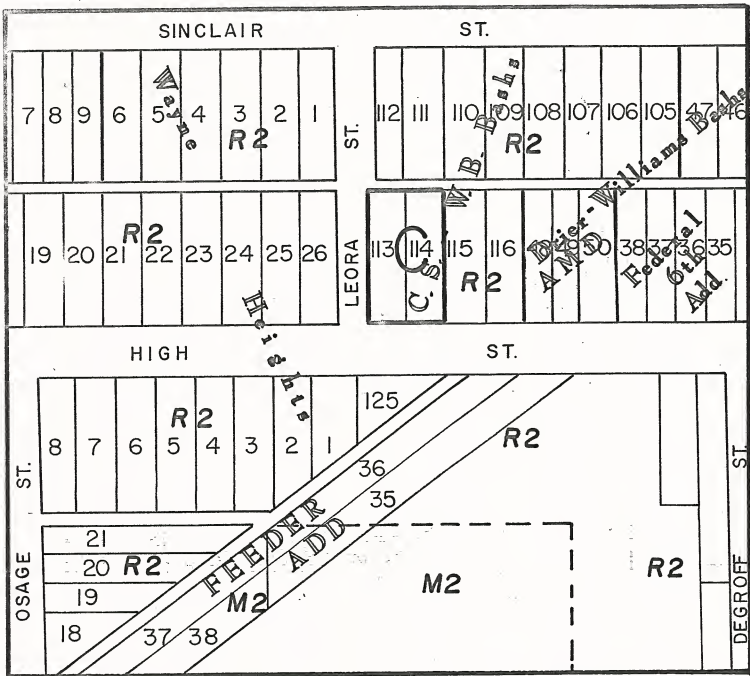 SINCLAIR ST.
7 8 9 6 5 4 3 2 1
Wayne
R2
ST.
112 111 110 109 108 107 106 105 47 46
R2
C.S. W.B. Bashs
Brier-Williams Bashs
AMD
19 20 21 22 23 24 25 26
R2
Heights
LEORA
113 114 115 116 30 38 37 36 35
C
R2
Federal
6th
Add.
HIGH ST.
8 7 6 5 4 3 2 1 125
R2
36
35
R2
ST.
OSAGE
21
20 R2
19
18
37 38
FEEDER
ADD
M2
M2
R2
ST.
DEGROFF